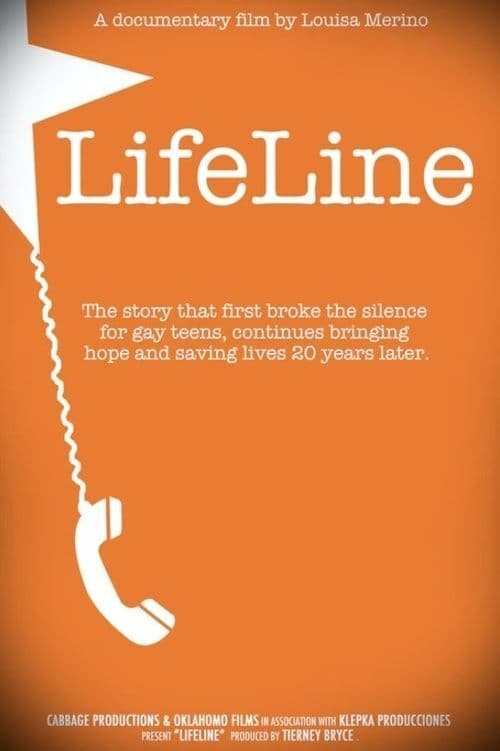 A documentary film by Louisa Merino
LifeLine
The story that first broke the silence
for gay teens, continues bringing
hope and saving lives 20 years later.
CABBAGE PRODUCTIONS & OKLAHOMO FILMS IN ASSOCIATION WITH KLEPKA PRODUCCIONES
PRESENT "LIFELINE" PRODUCED BY TIERNEY BRYCE .